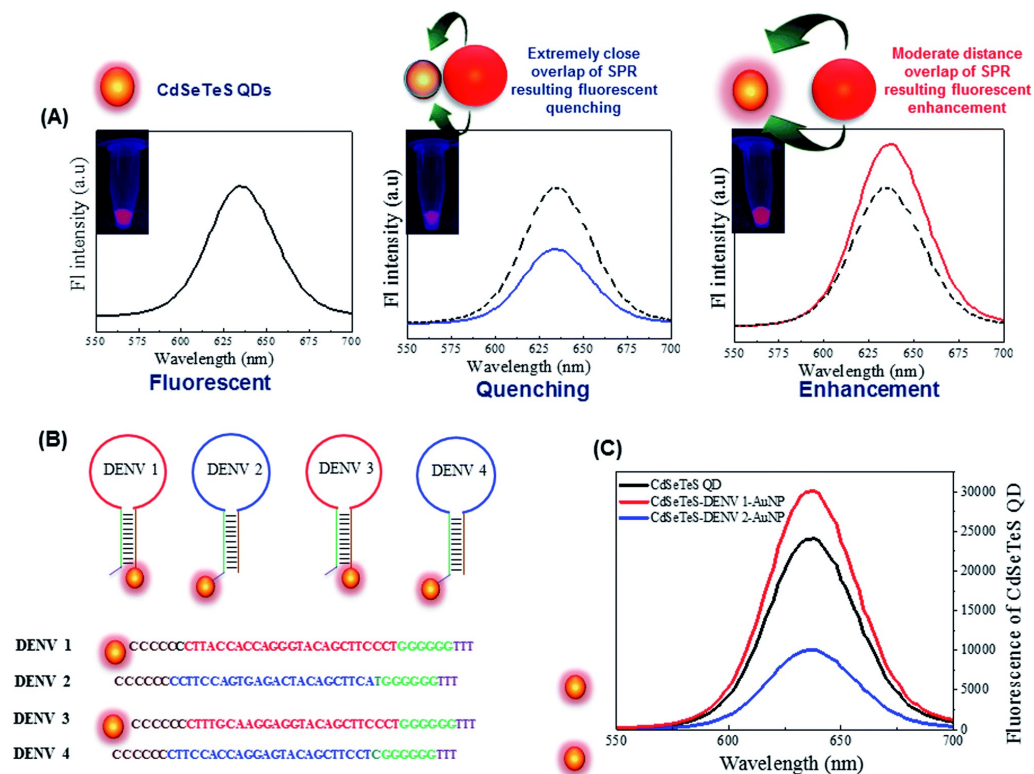 CdSeTeS QDs
Extremely close
overlap of SPR
resulting fluorescent
quenching
Moderate distance
overlap of SPR
resulting fluorescent
enhancement
(A)
Fl intensity (a.u)
550 575 600 625 650 675 700
Wavelength (nm)
Fluorescent
Fl intensity (a.u)
550 575 600 625 650 675 700
Wavelength (nm)
Quenching
Fl intensity (a.u)
550 575 600 625 650 675 700
Wavelength (nm)
Enhancement
(B)
DENV 1
DENV 2
DENV 3
DENV 4
DENV 1 CCCCCCCTTACCACCAGGGTACAGCTTCCCTGGGGGGTTT
DENV 2 CCCCCCCCTTCCAGTGAGACTACAGCTTCATGGGGGGTTT
DENV 3 CCCCCCCTTTGCAAGGAGGTACAGCTTCCCTGGGGGGTTT
DENV 4 CCCCCCCTTCCACCAGGAGTACAGCTTCCTCGGGGGGTTT
(C)
CdSeTeS QD
CdSeTeS-DENV 1-AuNP
CdSeTeS-DENV 2-AuNP
30000
25000
20000
15000
10000
5000
0
Fluorescence of CdSeTeS QD
550 600 650 700
Wavelength (nm)